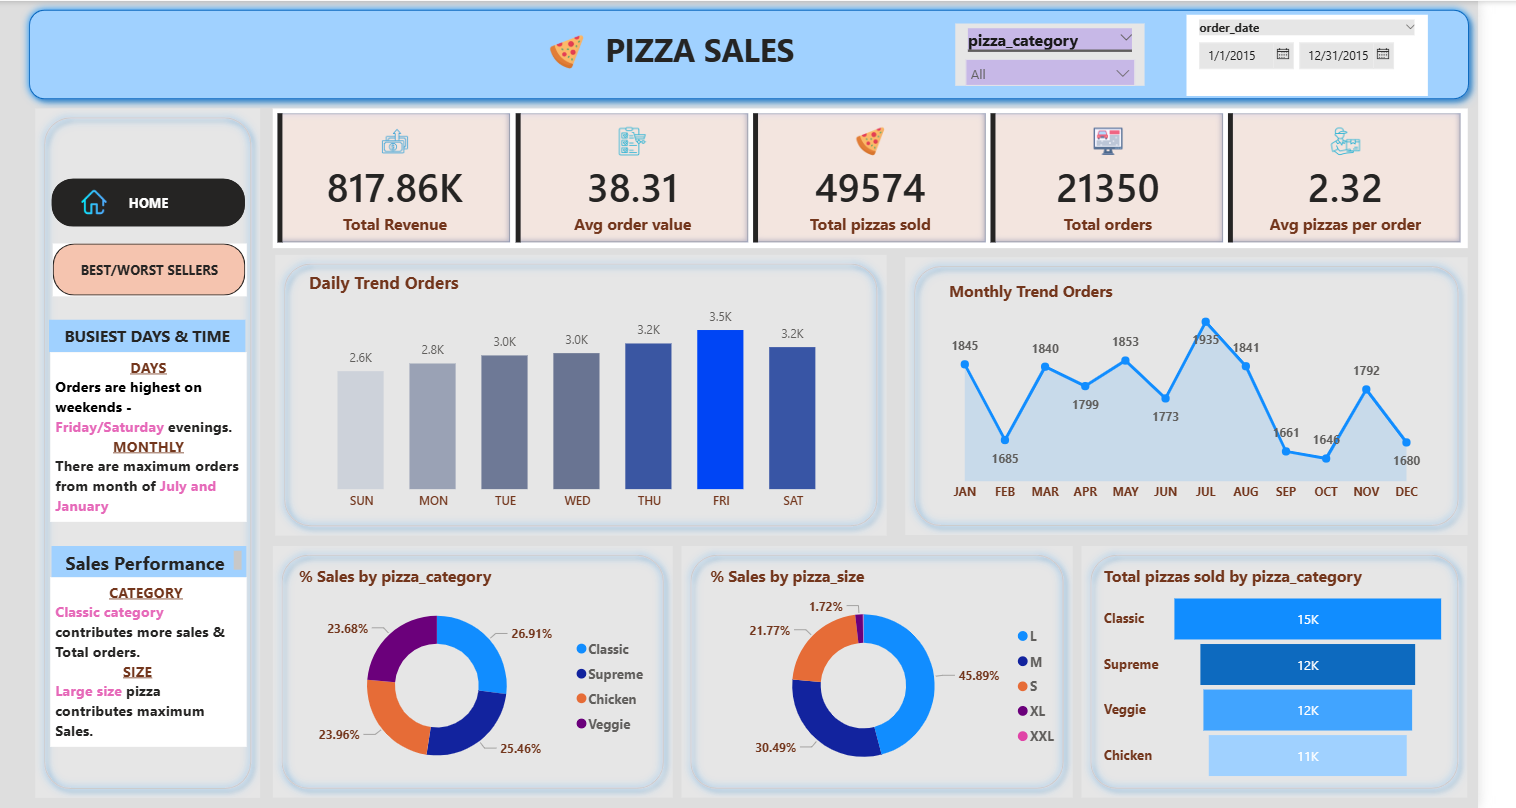 PIZZA SALES
pizza_category
All
order_date
1/1/2015
12/31/2015
HOME
BEST/WORST SELLERS
BUSIEST DAYS & TIME
DAYS
Orders are highest on
weekends -
Friday/Saturday evenings.
MONTHLY
There are maximum orders
from month of July and
January
Sales Performance
CATEGORY
Classic category
contributes more sales &
Total orders.
SIZE
Large size pizza
contributes maximum
Sales.
817.86K
Total Revenue
38.31
Avg order value
49574
Total pizzas sold
21350
Total orders
2.32
Avg pizzas per order
Daily Trend Orders
2.6K
2.8K
3.0K
3.0K
3.2K
3.5K
3.2K
SUN
MON
TUE
WED
THU
FRI
SAT
Monthly Trend Orders
1845
1685
1840
1799
1853
1773
1935
1841
1661
1646
1792
1680
JAN
FEB
MAR
APR
MAY
JUN
JUL
AUG
SEP
OCT
NOV
DEC
% Sales by pizza_category
23.68%
26.91%
23.96%
25.46%
Classic
Supreme
Chicken
Veggie
% Sales by pizza_size
1.72%
21.77%
45.89%
30.49%
L
M
S
XL
XXL
Total pizzas sold by pizza_category
Classic
15K
Supreme
12K
Veggie
12K
Chicken
11K